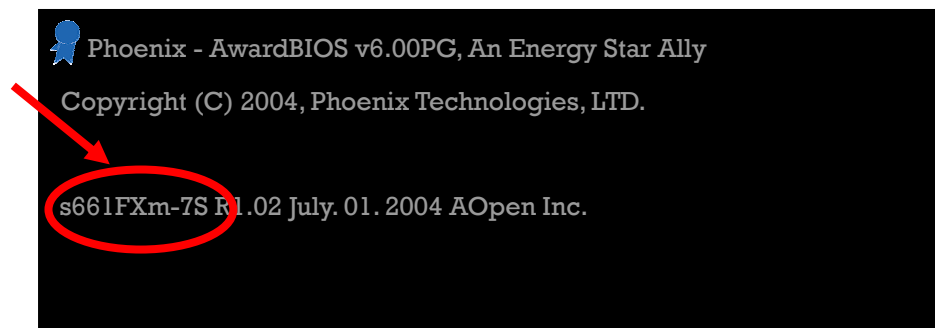 Phoenix - AwardBIOS v6.00PG, An Energy Star Ally
Copyright (C) 2004, Phoenix Technologies, LTD.
s661FXm-7S R1.02 July. 01. 2004 AOpen Inc.